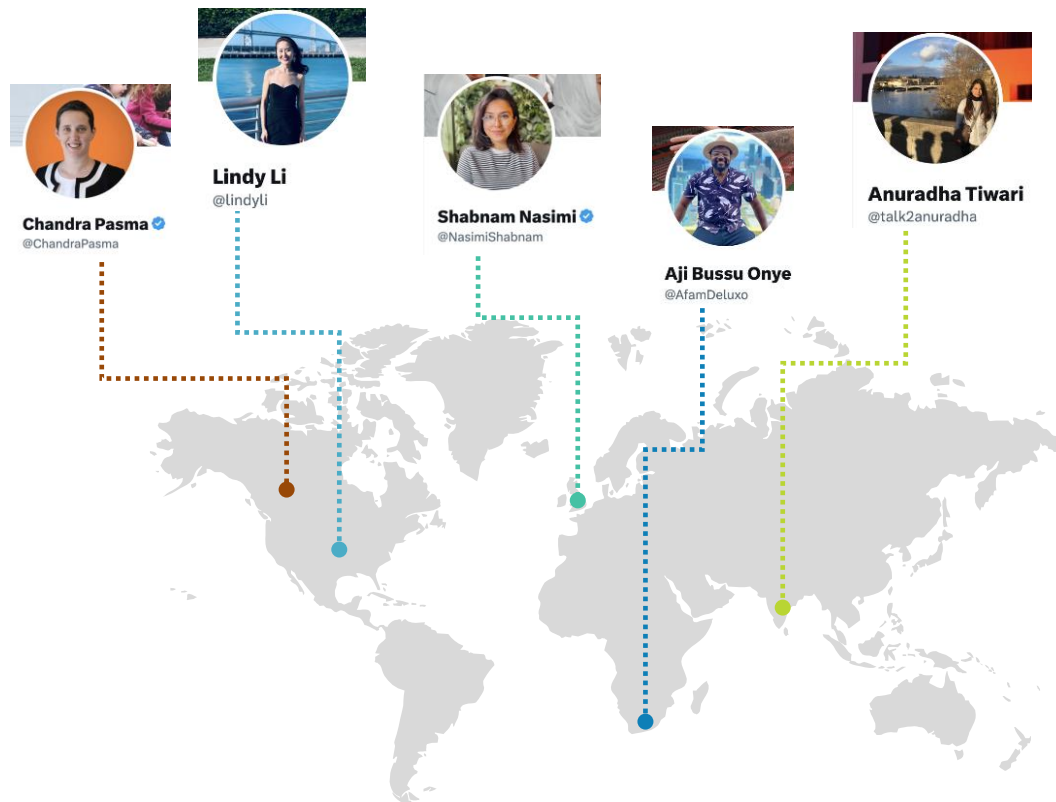 Chandra Pasma
@ChandraPasma
Lindy Li
@lindyli
Shabnam Nasimi
@NasimiShabnam
Aji Bussu Onye
@AfamDeluxo
Anuradha Tiwari
@talk2anuradha